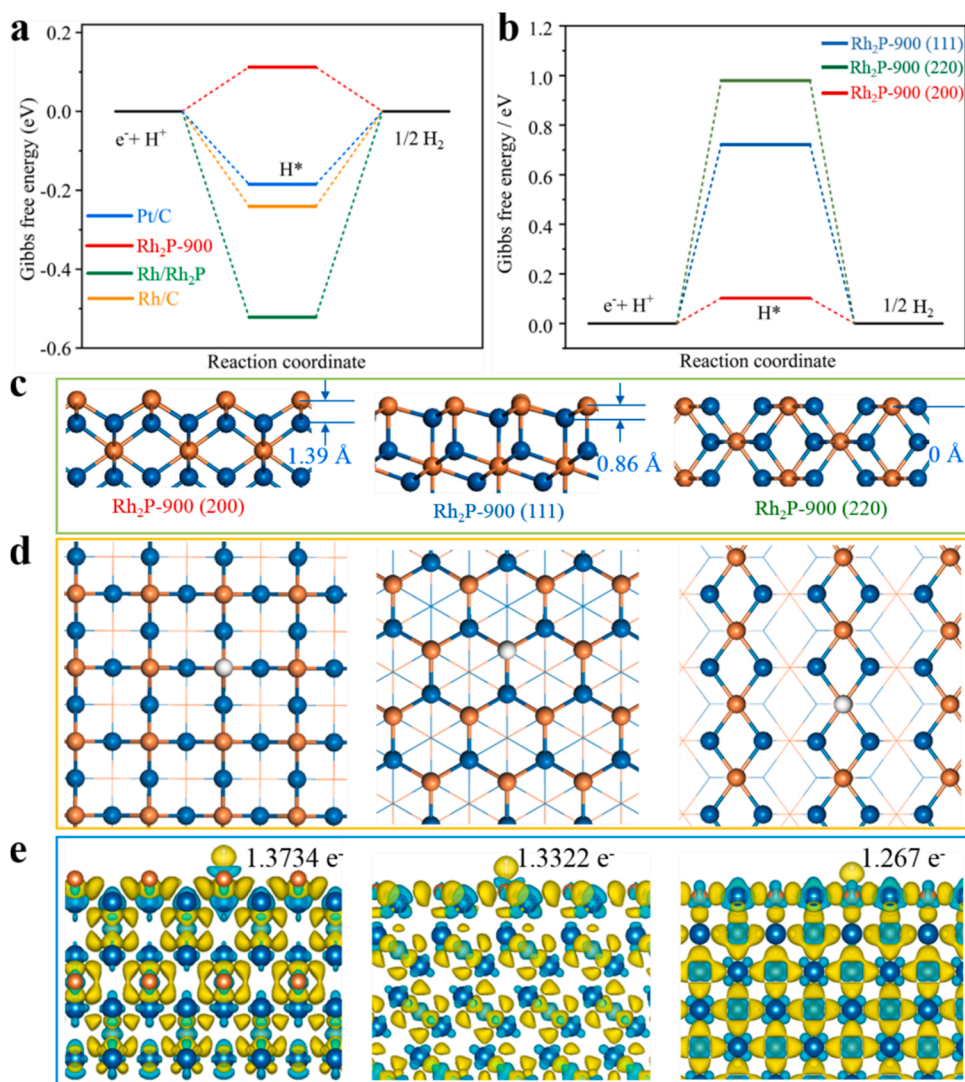 a
0.2
0.0
-0.2
-0.4
-0.6
Gibbs free energy (eV)
e⁻+ H⁺
H*
1/2 H₂
Pt/C
Rh₂P-900
Rh/Rh₂P
Rh/C
Reaction coordinate
b
1.0
0.8
0.6
0.4
0.2
0.0
Gibbs free energy / eV
Rh₂P-900 (111)
Rh₂P-900 (220)
Rh₂P-900 (200)
e⁻+ H⁺
H*
1/2 H₂
Reaction coordinate
c
1.39 Å
0.86 Å
0 Å
Rh₂P-900 (200)
Rh₂P-900 (111)
Rh₂P-900 (220)
d
e
1.3734 e⁻
1.3322 e⁻
1.267 e⁻